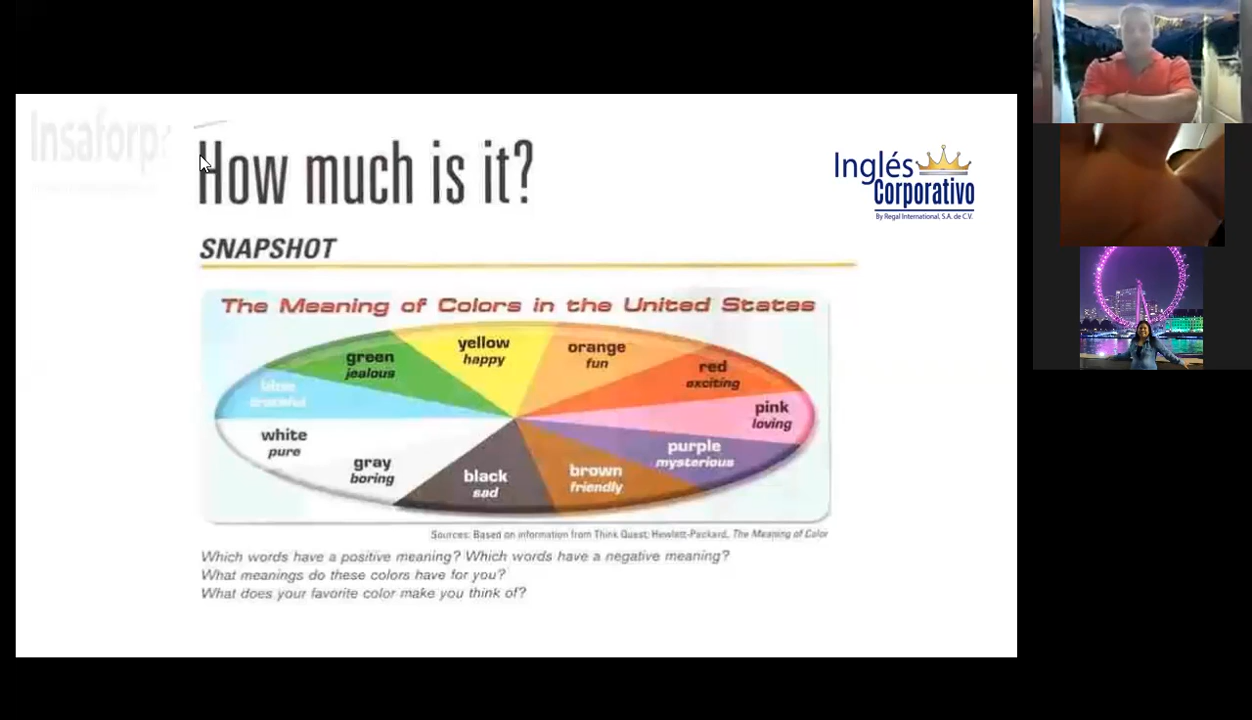 Insaforp
How much is it?
Inglés
Corporativo
By Regal International, S.A. de C.V.
SNAPSHOT
The Meaning of Colors in the United States
yellow
happy
orange
fun
green
jealous
red
exciting
blue
pink
loving
white
pure
purple
mysterious
gray
boring
black
sad
brown
friendly
Sources: Based on information from Think Quest; Hewlett-Packard, The Meaning of Color
Which words have a positive meaning? Which words have a negative meaning?
What meanings do these colors have for you?
What does your favorite color make you think of?